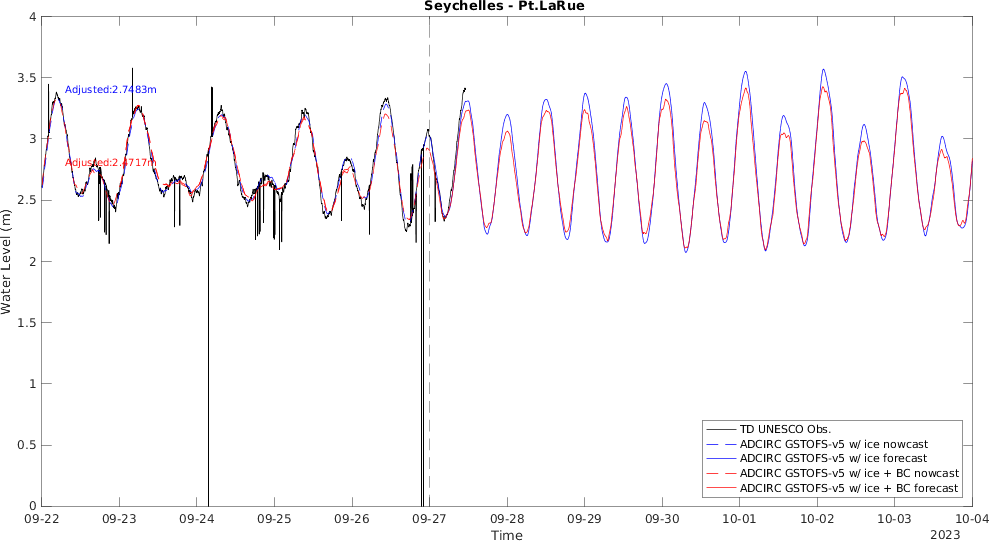 Seychelles - Pt.LaRue
4
3.5
3
2.5
2
1.5
1
0.5
0
Water Level (m)
Adjusted:2.7483m
TD UNESCO Obs.
ADCIRC GSTOFS-v5 w/ ice nowcast
ADCIRC GSTOFS-v5 w/ ice forecast
ADCIRC GSTOFS-v5 w/ ice + BC nowcast
ADCIRC GSTOFS-v5 w/ ice + BC forecast
09-22 09-23 09-24 09-25 09-26 09-27 09-28 09-29 09-30 10-01 10-02 10-03 10-04
Time
2023